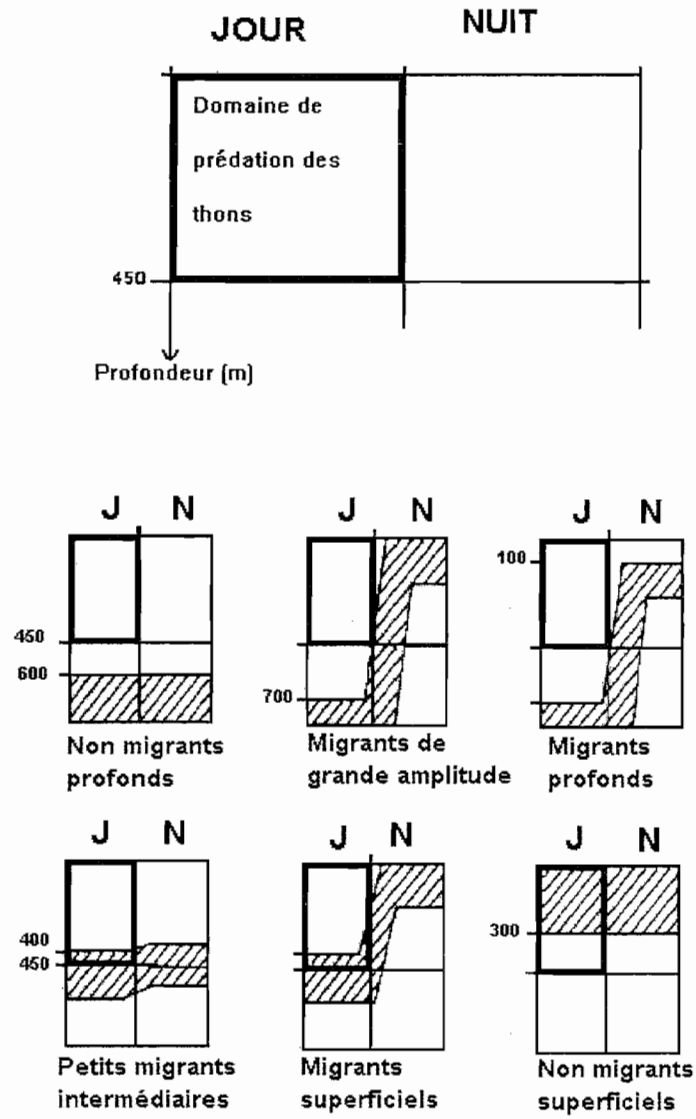 JOUR NUIT
Domaine de
prédation des
thons
450
Profondeur (m)
J N J N J N
100
450
600
700
Non migrants
profonds
Migrants de
grande amplitude
Migrants
profonds
J N J N J N
400
450
300
Petits migrants
intermédiaires
Migrants
superficiels
Non migrants
superficiels